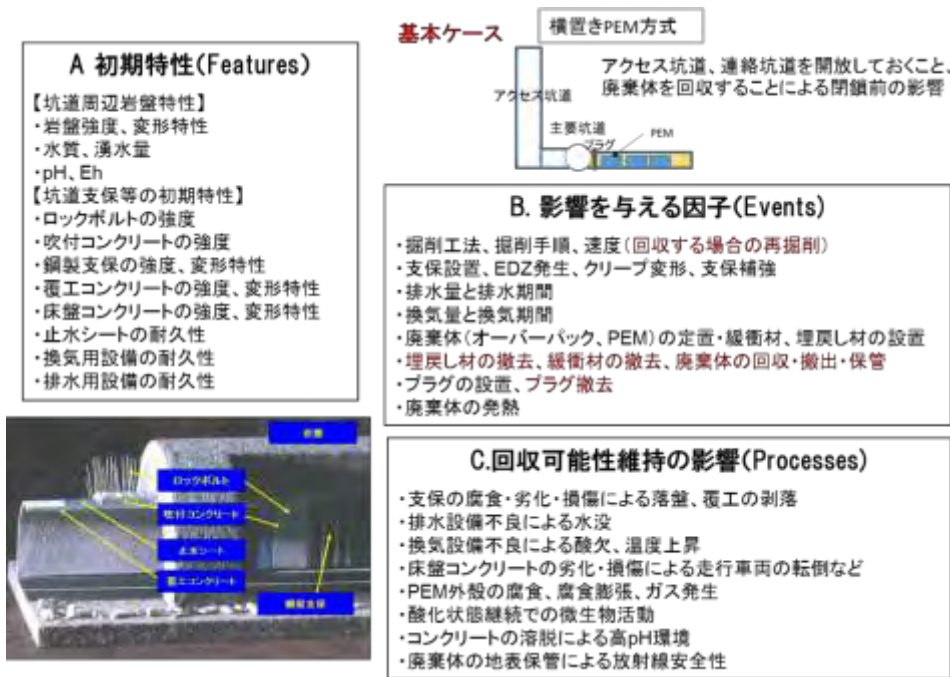 基本ケース
横置きPEM方式
アクセス坑道、連絡坑道を開放しておくこと、
廃棄体を回収することによる閉鎖前の影響
アクセス坑道
主要坑道
プラグ
PEM
A 初期特性(Features)
【坑道周辺岩盤特性】
・岩盤強度、変形特性
・水質、湧水量
・pH、Eh
【坑道支保等の初期特性】
・ロックボルトの強度
・吹付コンクリートの強度
・鋼製支保の強度、変形特性
・覆工コンクリートの強度、変形特性
・床盤コンクリートの強度、変形特性
・止水シートの耐久性
・換気用設備の耐久性
・排水用設備の耐久性
B. 影響を与える因子(Events)
・掘削工法、掘削手順、速度(回収する場合の再掘削)
・支保設置、EDZ発生、クリープ変形、支保補強
・排水量と排水期間
・換気量と換気期間
・廃棄体(オーバーパック、PEM)の定置・緩衝材、埋戻し材の設置
・埋戻し材の撤去、緩衝材の撤去、廃棄体の回収・搬出・保管
・プラグの設置、プラグ撤去
・廃棄体の発熱
ロックボルト
吹付コンクリート
止水シート
覆工コンクリート
鋼製支保
C.回収可能性維持の影響(Processes)
・支保の腐食・劣化・損傷による落盤、覆工の剥落
・排水設備不良による水没
・換気設備不良による酸欠、温度上昇
・床盤コンクリートの劣化・損傷による走行車両の転倒など
・PEM外殻の腐食、腐食膨張、ガス発生
・酸化状態継続での微生物活動
・コンクリートの溶脱による高pH環境
・廃棄体の地表保管による放射線安全性